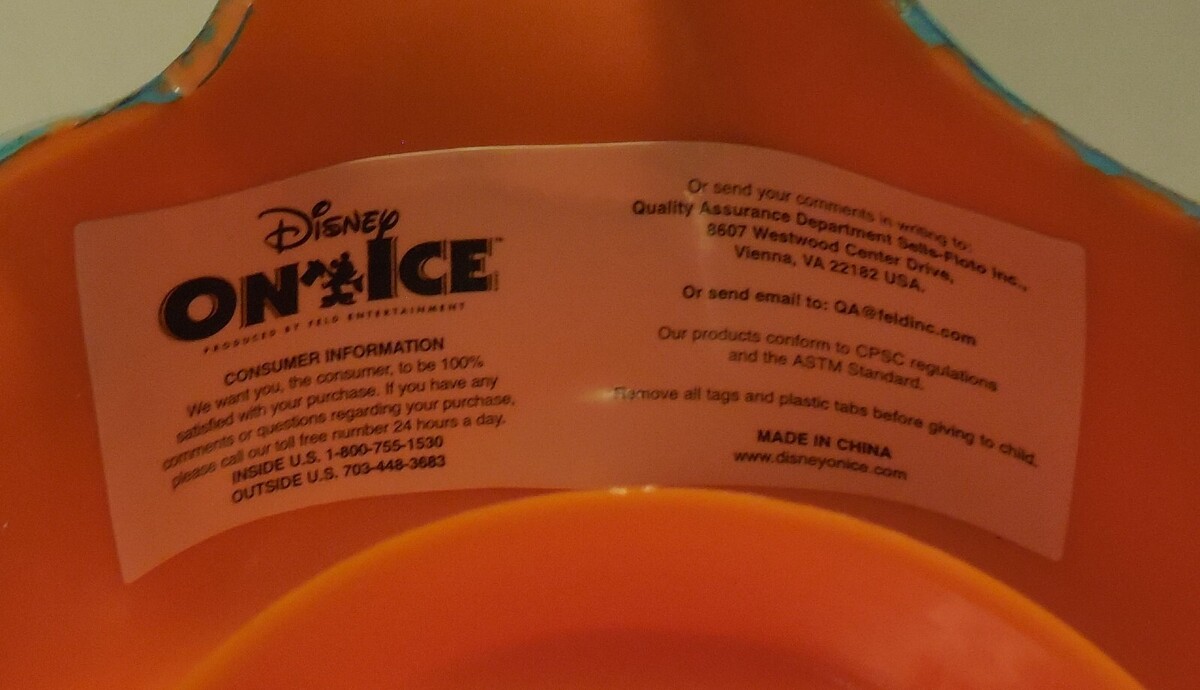 Disney
ON ICE™
PRODUCED BY FELD ENTERTAINMENT
CONSUMER INFORMATION
We want you, the consumer, to be 100%
satisfied with your purchase. If you have any
comments or questions regarding your purchase,
please call our toll free number 24 hours a day.
INSIDE U.S. 1-800-755-1530
OUTSIDE U.S. 703-448-3683
Or send your comments in writing to:
Quality Assurance Department Sells-Floto Inc.,
8607 Westwood Center Drive,
Vienna, VA 22182 USA.
Or send email to: QA@feldinc.com
Our products conform to CPSC regulations
and the ASTM Standard.
Remove all tags and plastic tabs before giving to child.
MADE IN CHINA
www.disneyonice.com